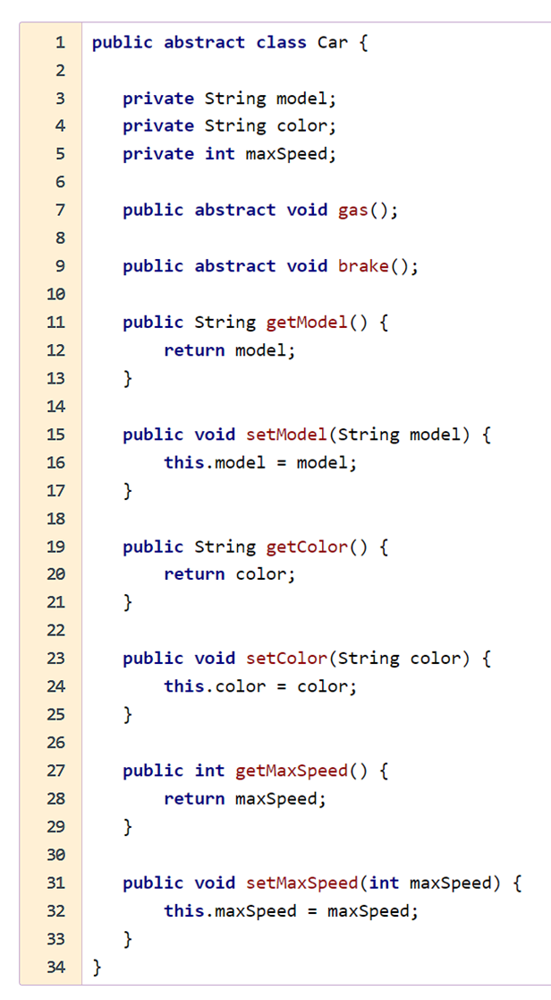 1 public abstract class Car {
2
3 private String model;
4 private String color;
5 private int maxSpeed;
6
7 public abstract void gas();
8
9 public abstract void brake();
10
11 public String getModel() {
12 return model;
13 }
14
15 public void setModel(String model) {
16 this.model = model;
17 }
18
19 public String getColor() {
20 return color;
21 }
22
23 public void setColor(String color) {
24 this.color = color;
25 }
26
27 public int getMaxSpeed() {
28 return maxSpeed;
29 }
30
31 public void setMaxSpeed(int maxSpeed) {
32 this.maxSpeed = maxSpeed;
33 }
34 }